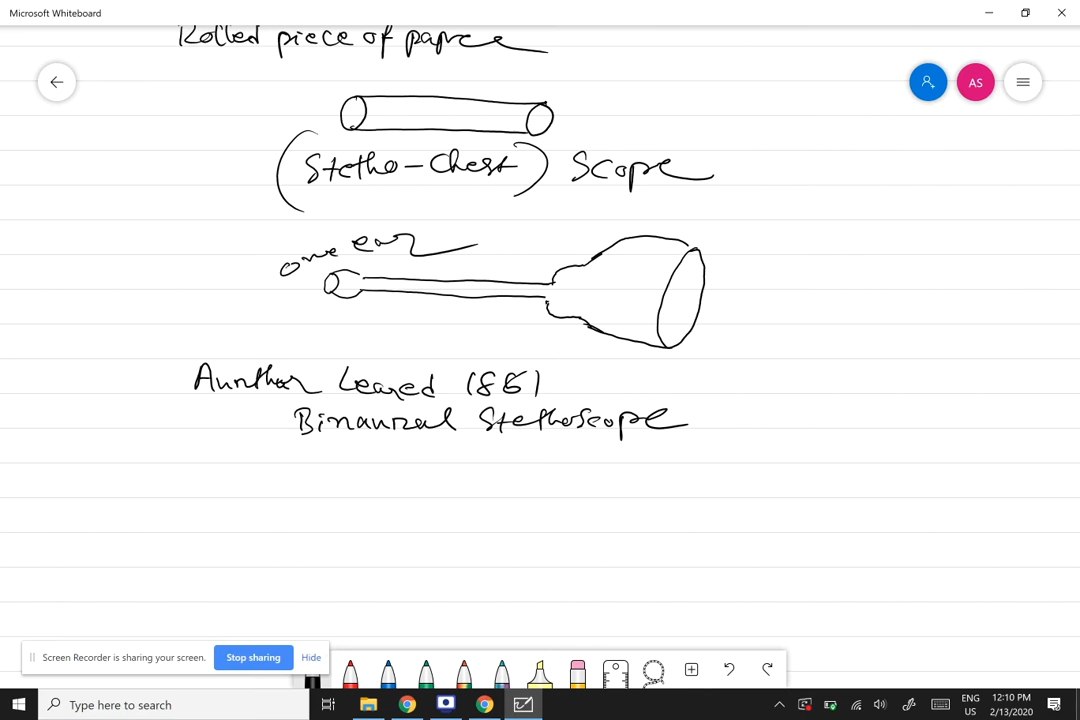 Microsoft Whiteboard
Rolled piece of paper
AS
(Stetho-Chest) Scope
one ear
Leared 1851
Binaural Stethoscope
Screen Recorder is sharing your screen. Stop sharing Hide
Type here to search
ENG
US
12:10 PM
2/13/2020